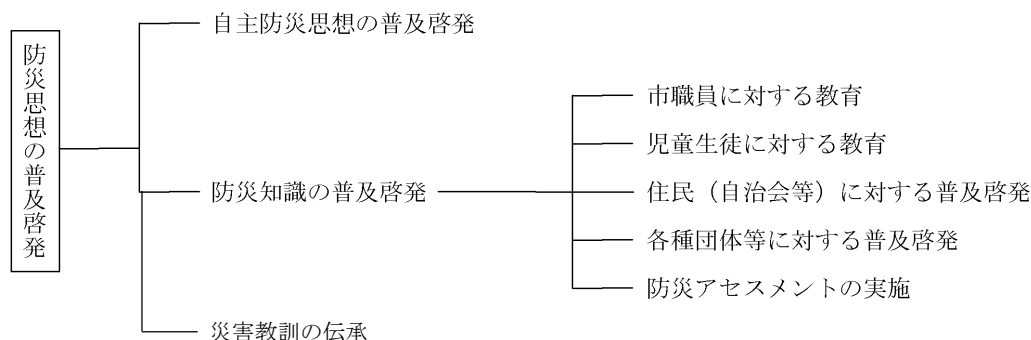 防災思想の普及啓発
自主防災思想の普及啓発
防災知識の普及啓発
市職員に対する教育
児童生徒に対する教育
住民(自治会等)に対する普及啓発
各種団体等に対する普及啓発
防災アセスメントの実施
災害教訓の伝承